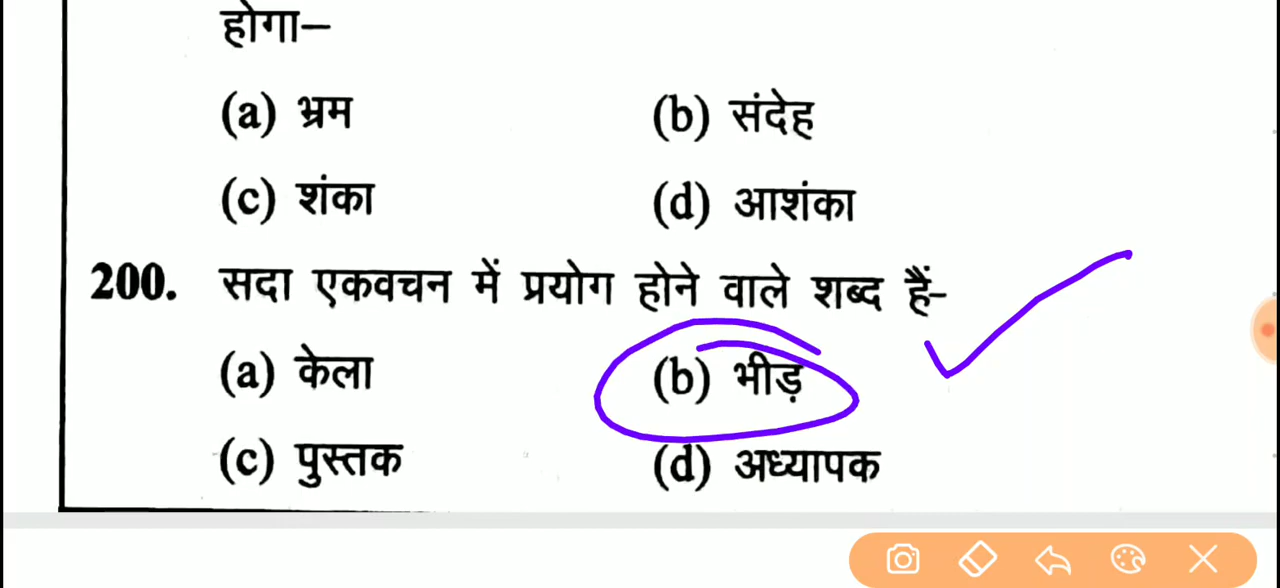 होगा–
(a) भ्रम (b) संदेह
(c) शंका (d) आशंका
200. सदा एकवचन में प्रयोग होने वाले शब्द हैं-
(a) केला (b) भीड़
(c) पुस्तक (d) अध्यापक